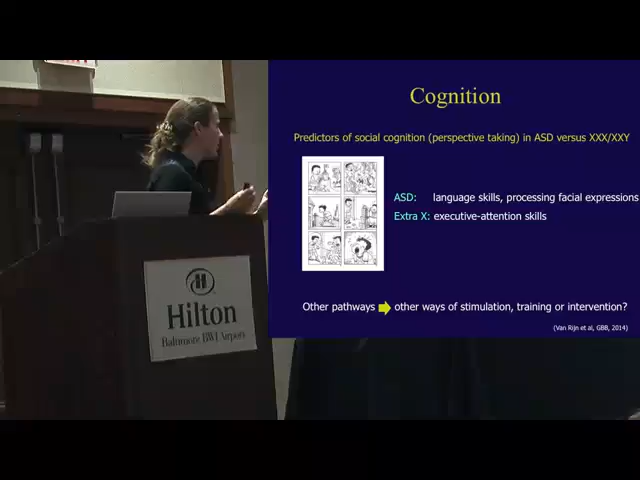 Cognition
Predictors of social cognition (perspective taking) in ASD versus XXX/XXY
ASD: language skills, processing facial expressions
Extra X: executive-attention skills
Other pathways other ways of stimulation, training or intervention?
(Van Rijn et al, GBB, 2014)
Hilton
Baltimore BWI Airport